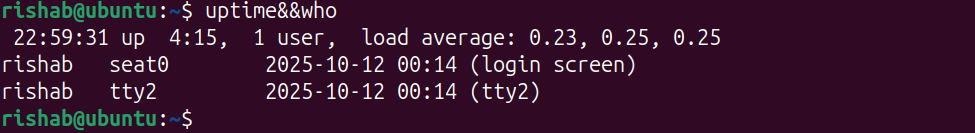 rishab@ubuntu:~$ uptime&&who
 22:59:31 up  4:15,  1 user,  load average: 0.23, 0.25, 0.25
rishab   seat0        2025-10-12 00:14 (login screen)
rishab   tty2         2025-10-12 00:14 (tty2)
rishab@ubuntu:~$